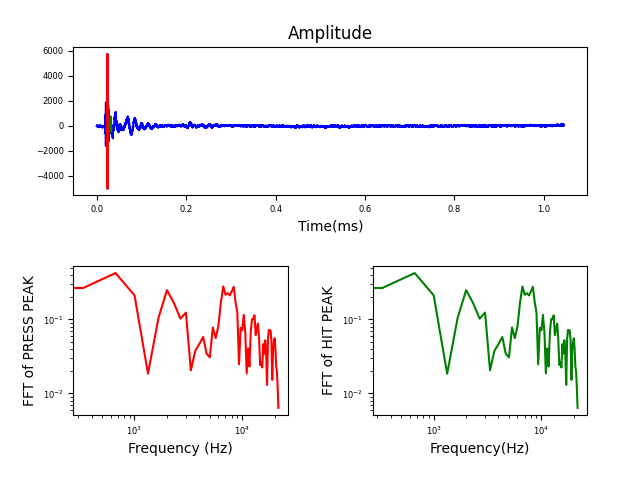 Amplitude
6000
4000
2000
0
−2000
−4000
0.0 0.2 0.4 0.6 0.8 1.0
Time(ms)
FFT of PRESS PEAK
10⁻¹
10⁻²
10³ 10⁴
Frequency (Hz)
FFT of HIT PEAK
10⁻¹
10⁻²
10³ 10⁴
Frequency(Hz)